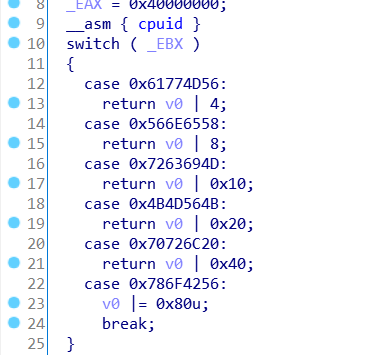 8 _EAX = 0x40000000;
9 __asm { cpuid }
10 switch ( _EBX )
11 {
12 case 0x61774D56:
13 return v0 | 4;
14 case 0x566E6558:
15 return v0 | 8;
16 case 0x7263694D:
17 return v0 | 0x10;
18 case 0x4B4D564B:
19 return v0 | 0x20;
20 case 0x70726C20:
21 return v0 | 0x40;
22 case 0x786F4256:
23 v0 |= 0x80u;
24 break;
25 }